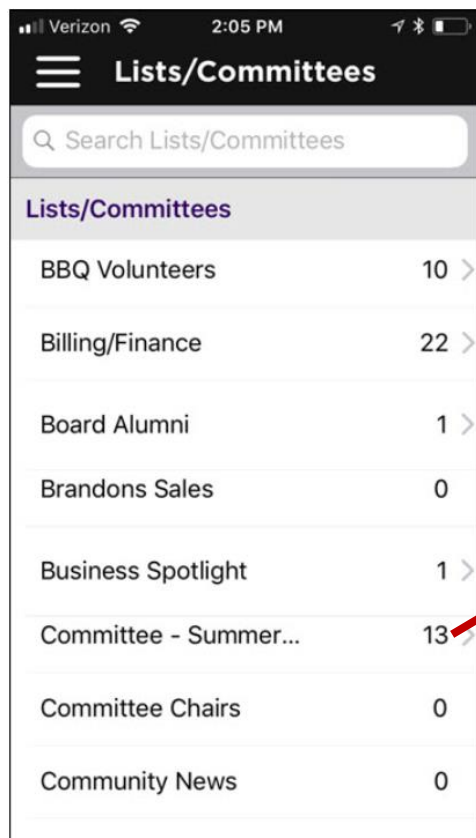 Verizon 2:05 PM
Lists/Committees
Search Lists/Committees
Lists/Committees
BBQ Volunteers 10
Billing/Finance 22
Board Alumni 1
Brandons Sales 0
Business Spotlight 1
Committee - Summer... 13
Committee Chairs 0
Community News 0